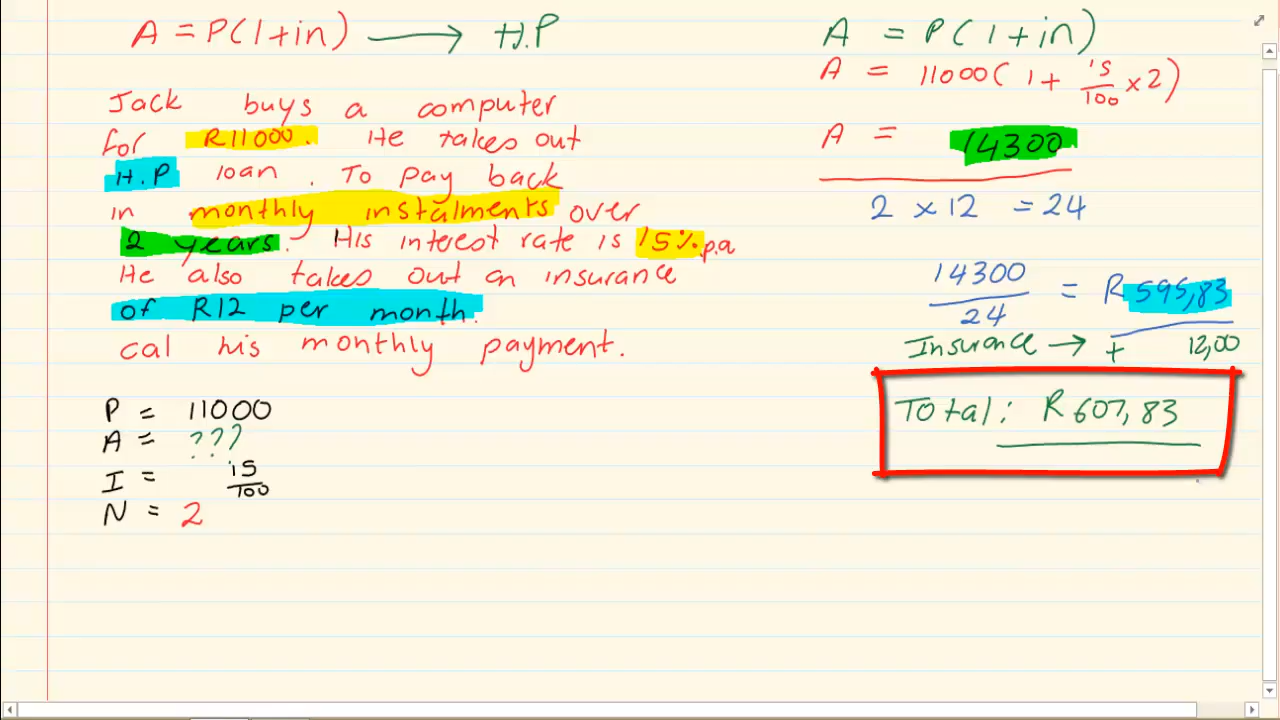 A = P(1+in) → H.P
Jack buys a computer
for R11000. He takes out
H.P loan. To pay back
in monthly instalments over
2 years. His interest rate is 15% p.a
He also takes out an insurance
of R12 per month.
cal his monthly payment.
P = 11000
A = ???
I = 15/100
N = 2
A = P(1+in)
A = 11000(1+ 15/100 × 2)
A = 14300
2 × 12 = 24
14300/24 = R 595,83
Insurance → + 12,00
Total: R607,83